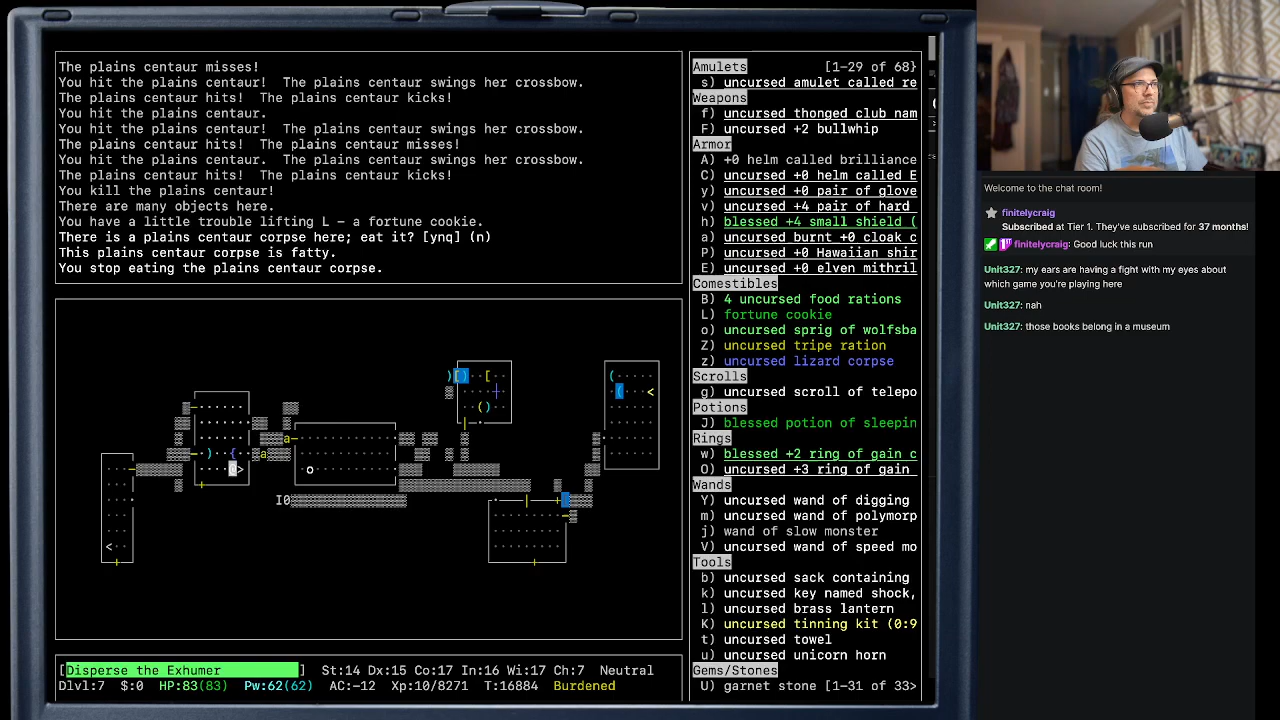 The plains centaur misses!
You hit the plains centaur!  The plains centaur swings her crossbow.
The plains centaur hits!  The plains centaur kicks!
You hit the plains centaur.
You hit the plains centaur!  The plains centaur swings her crossbow.
The plains centaur hits!  The plains centaur misses!
You hit the plains centaur.  The plains centaur swings her crossbow.
The plains centaur hits!  The plains centaur kicks!
You kill the plains centaur!
There are many objects here.
You have a little trouble lifting L - a fortune cookie.
There is a plains centaur corpse here; eat it? [ynq] (n)
This plains centaur corpse is fatty.
You stop eating the plains centaur corpse.
[Disperse the Exhumer ] St:14 Dx:15 Co:17 In:16 Wi:17 Ch:7 Neutral
Dlvl:7 $:0 HP:83(83) Pw:62(62) AC:-12 Xp:10/8271 T:16884 Burdened
Amulets [1-29 of 68}
s) uncursed amulet called re
Weapons
f) uncursed thonged club nam
F) uncursed +2 bullwhip
Armor
A) +0 helm called brilliance
C) uncursed +0 helm called E
y) uncursed +0 pair of glove
v) uncursed +4 pair of hard
h) blessed +4 small shield (
a) uncursed burnt +0 cloak c
P) uncursed +0 Hawaiian shir
E) uncursed +0 elven mithril
Comestibles
B) 4 uncursed food rations
L) fortune cookie
o) uncursed sprig of wolfsba
Z) uncursed tripe ration
z) uncursed lizard corpse
Scrolls
g) uncursed scroll of telepo
Potions
J) blessed potion of sleepin
Rings
w) blessed +2 ring of gain c
O) uncursed +3 ring of gain
Wands
Y) uncursed wand of digging
m) uncursed wand of polymorp
j) wand of slow monster
V) uncursed wand of speed mo
Tools
b) uncursed sack containing
k) uncursed key named shock,
l) uncursed brass lantern
K) uncursed tinning kit (0:9
t) uncursed towel
u) uncursed unicorn horn
Gems/Stones
U) garnet stone [1-31 of 33>
Welcome to the chat room!
finitelycraig
Subscribed at Tier 1. They've subscribed for 37 months!
finitelycraig: Good luck this run
Unit327: my ears are having a fight with my eyes about
which game you're playing here
Unit327: nah
Unit327: those books belong in a museum